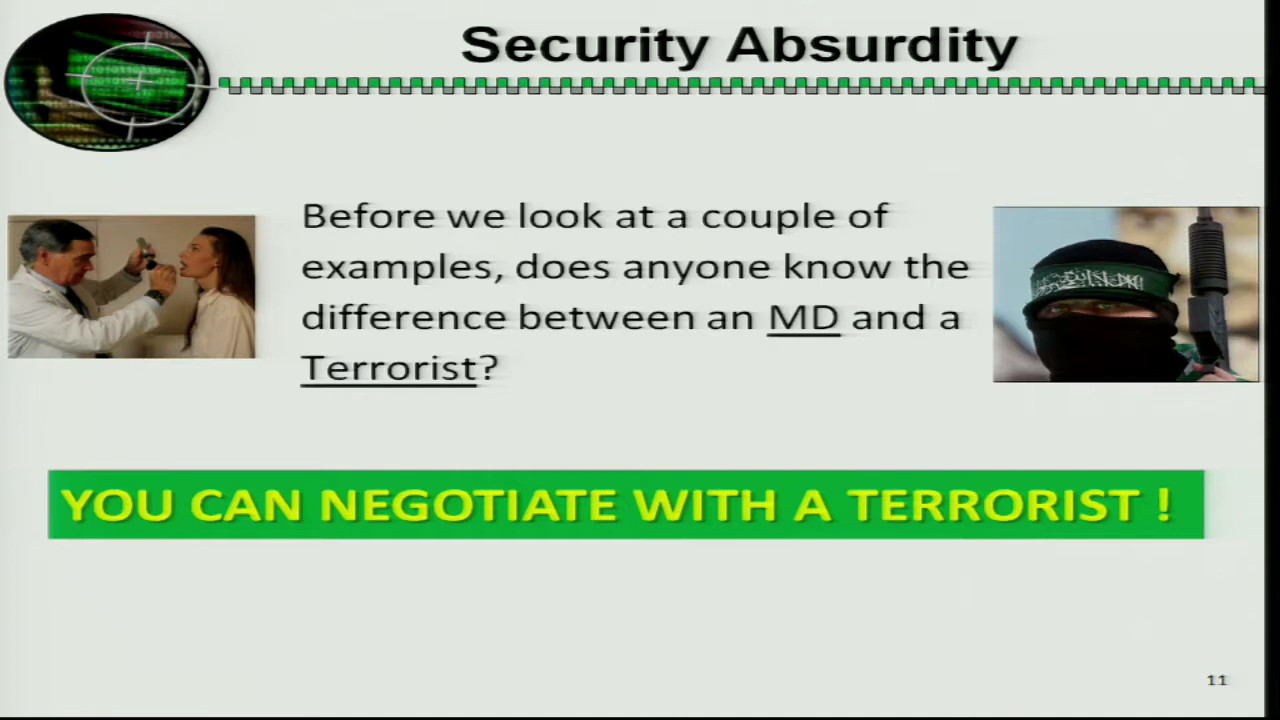 Security Absurdity
Before we look at a couple of
examples, does anyone know the
difference between an MD and a
Terrorist?
YOU CAN NEGOTIATE WITH A TERRORIST !
11